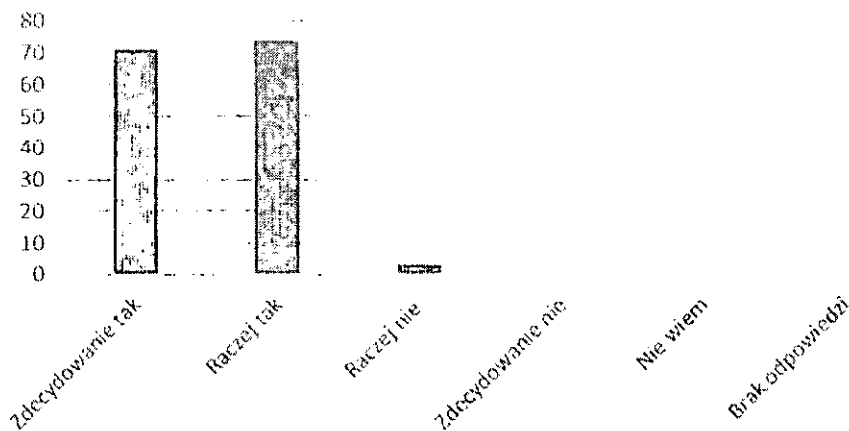 80
70
60
50
40
30
20
10
0
Zdecydowanie tak
Raczej tak
Raczej nie
Zdecydowanie nie
Nie wiem
Brak odpowiedzi